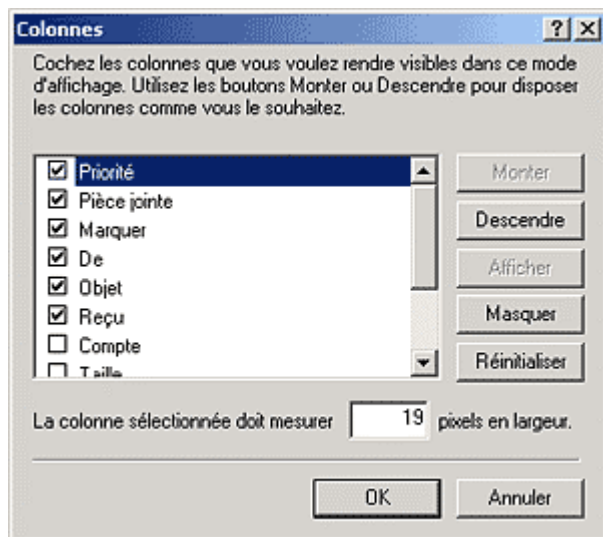 Colonnes
Cochez les colonnes que vous voulez rendre visibles dans ce mode
d'affichage. Utilisez les boutons Monter ou Descendre pour disposer
les colonnes comme vous le souhaitez.
Priorité
Pièce jointe
Marquer
De
Objet
Reçu
Compte
Taille
Monter
Descendre
Afficher
Masquer
Réinitialiser
La colonne sélectionnée doit mesurer 19 pixels en largeur.
OK
Annuler